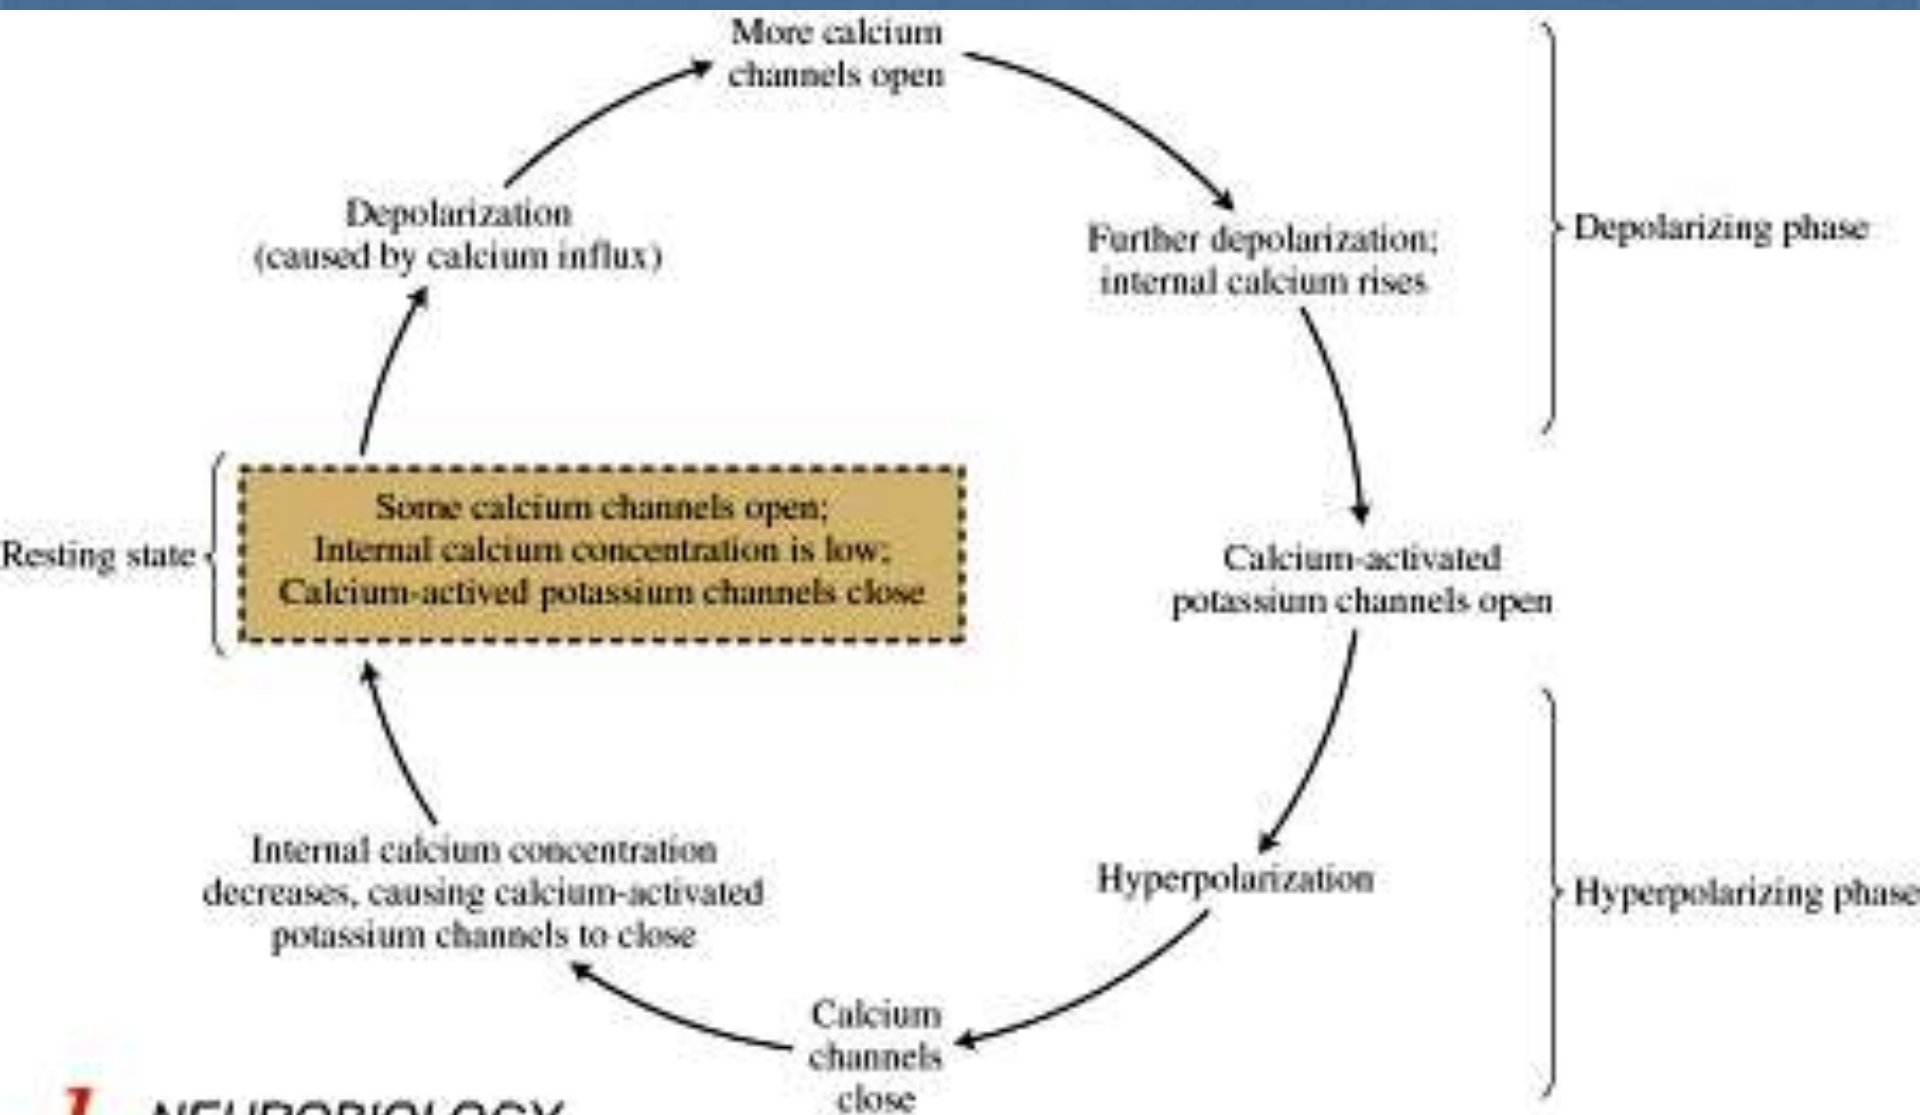 More calcium
channels open
Depolarization
(caused by calcium influx)
Further depolarization;
internal calcium rises
Depolarizing phase
Resting state
Some calcium channels open;
Internal calcium concentration is low;
Calcium-actived potassium channels close
Calcium-activated
potassium channels open
Internal calcium concentration
decreases, causing calcium-activated
potassium channels to close
Hyperpolarization
Hyperpolarizing phase
Calcium
channels
close
NEUROBIOLOGY